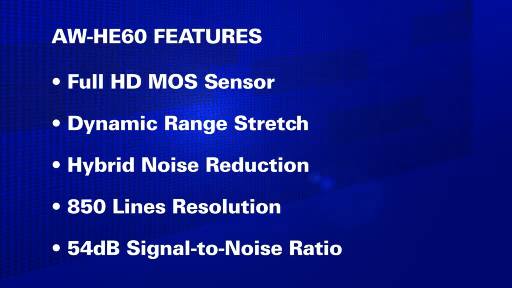 AW-HE60 FEATURES
• Full HD MOS Sensor
• Dynamic Range Stretch
• Hybrid Noise Reduction
• 850 Lines Resolution
• 54dB Signal-to-Noise Ratio